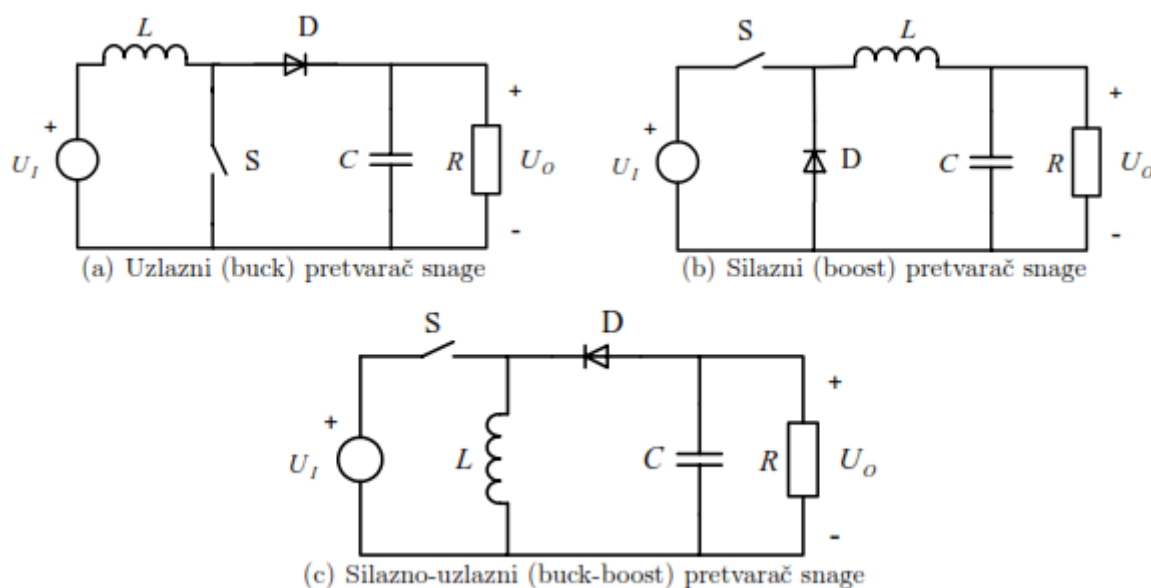 L
D
+
U_I
S
C
R
+
U_O
-
(a) Uzlazni (buck) pretvarač snage
S
L
+
U_I
D
C
R
+
U_O
-
(b) Silazni (boost) pretvarač snage
S
D
+
U_I
L
C
R
+
U_O
-
(c) Silazno-uzlazni (buck-boost) pretvarač snage